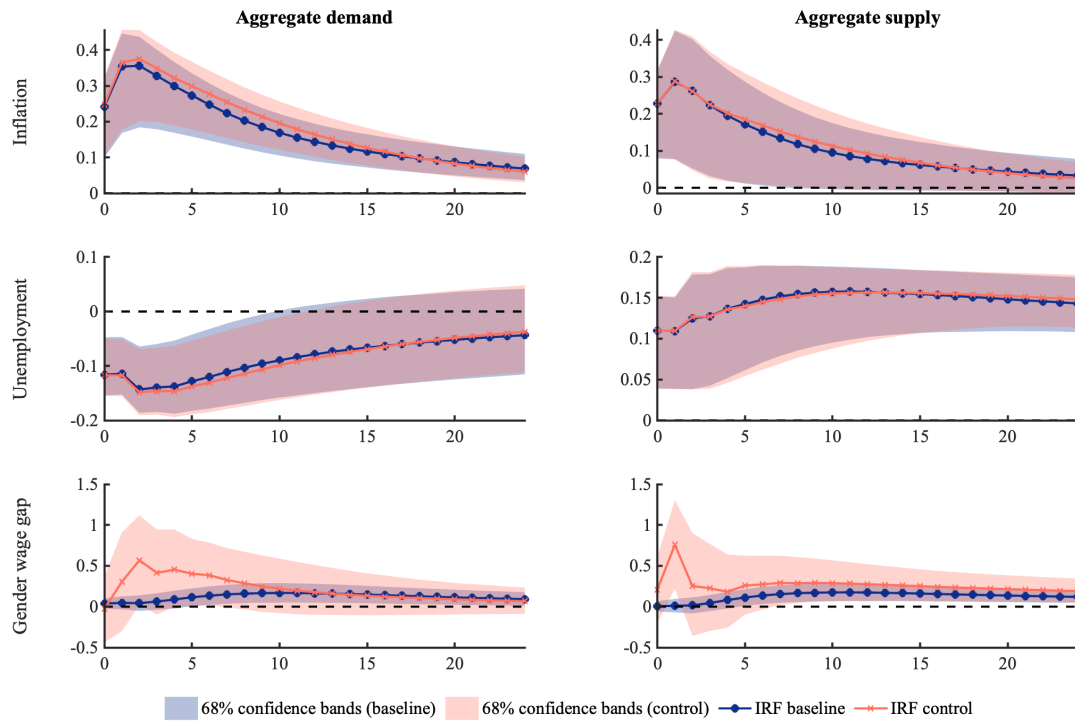 Aggregate demand
Aggregate supply
Inflation
0.4
0.3
0.2
0.1
0
0 5 10 15 20
0.4
0.3
0.2
0.1
0
0 5 10 15 20
Unemployment
0.1
0
-0.1
-0.2
0 5 10 15 20
0.2
0.15
0.1
0.05
0
0 5 10 15 20
Gender wage gap
1.5
1
0.5
0
-0.5
0 5 10 15 20
1.5
1
0.5
0
-0.5
0 5 10 15 20
68% confidence bands (baseline) 68% confidence bands (control) IRF baseline IRF control